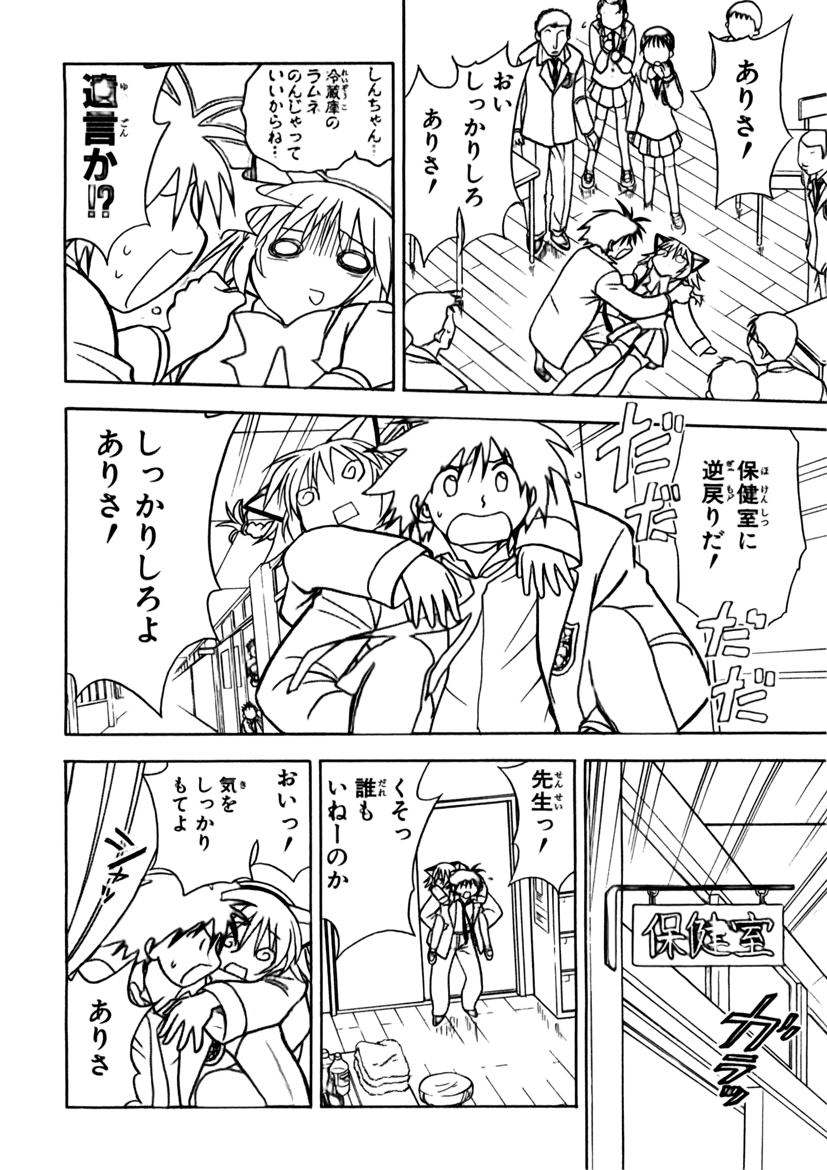 ありさ！
おい
しっかりしろ
ありさ！
しんちゃん…
冷蔵庫の
ラムネ
のんじゃって
いいからね…
遺言か!?
保健室に
逆戻りだ！
だだ
だだ
しっかりしろよ
ありさ！
保健室
ガラッ
先生っ！
くそっ
誰も
いねーのか
おいっ！
気を
しっかり
もてよ
ありさ